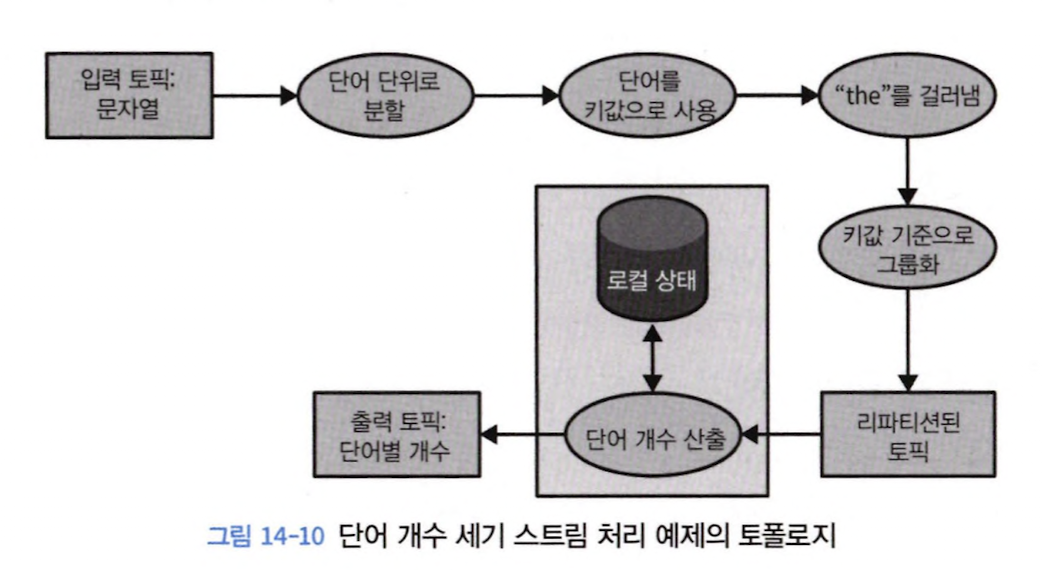 입력 토픽:
문자열
단어 단위로
분할
단어를
키값으로 사용
“the”를 걸러냄
키값 기준으로
그룹화
리파티션된
토픽
로컬 상태
단어 개수 산출
출력 토픽:
단어별 개수
그림 14-10 단어 개수 세기 스트림 처리 예제의 토폴로지